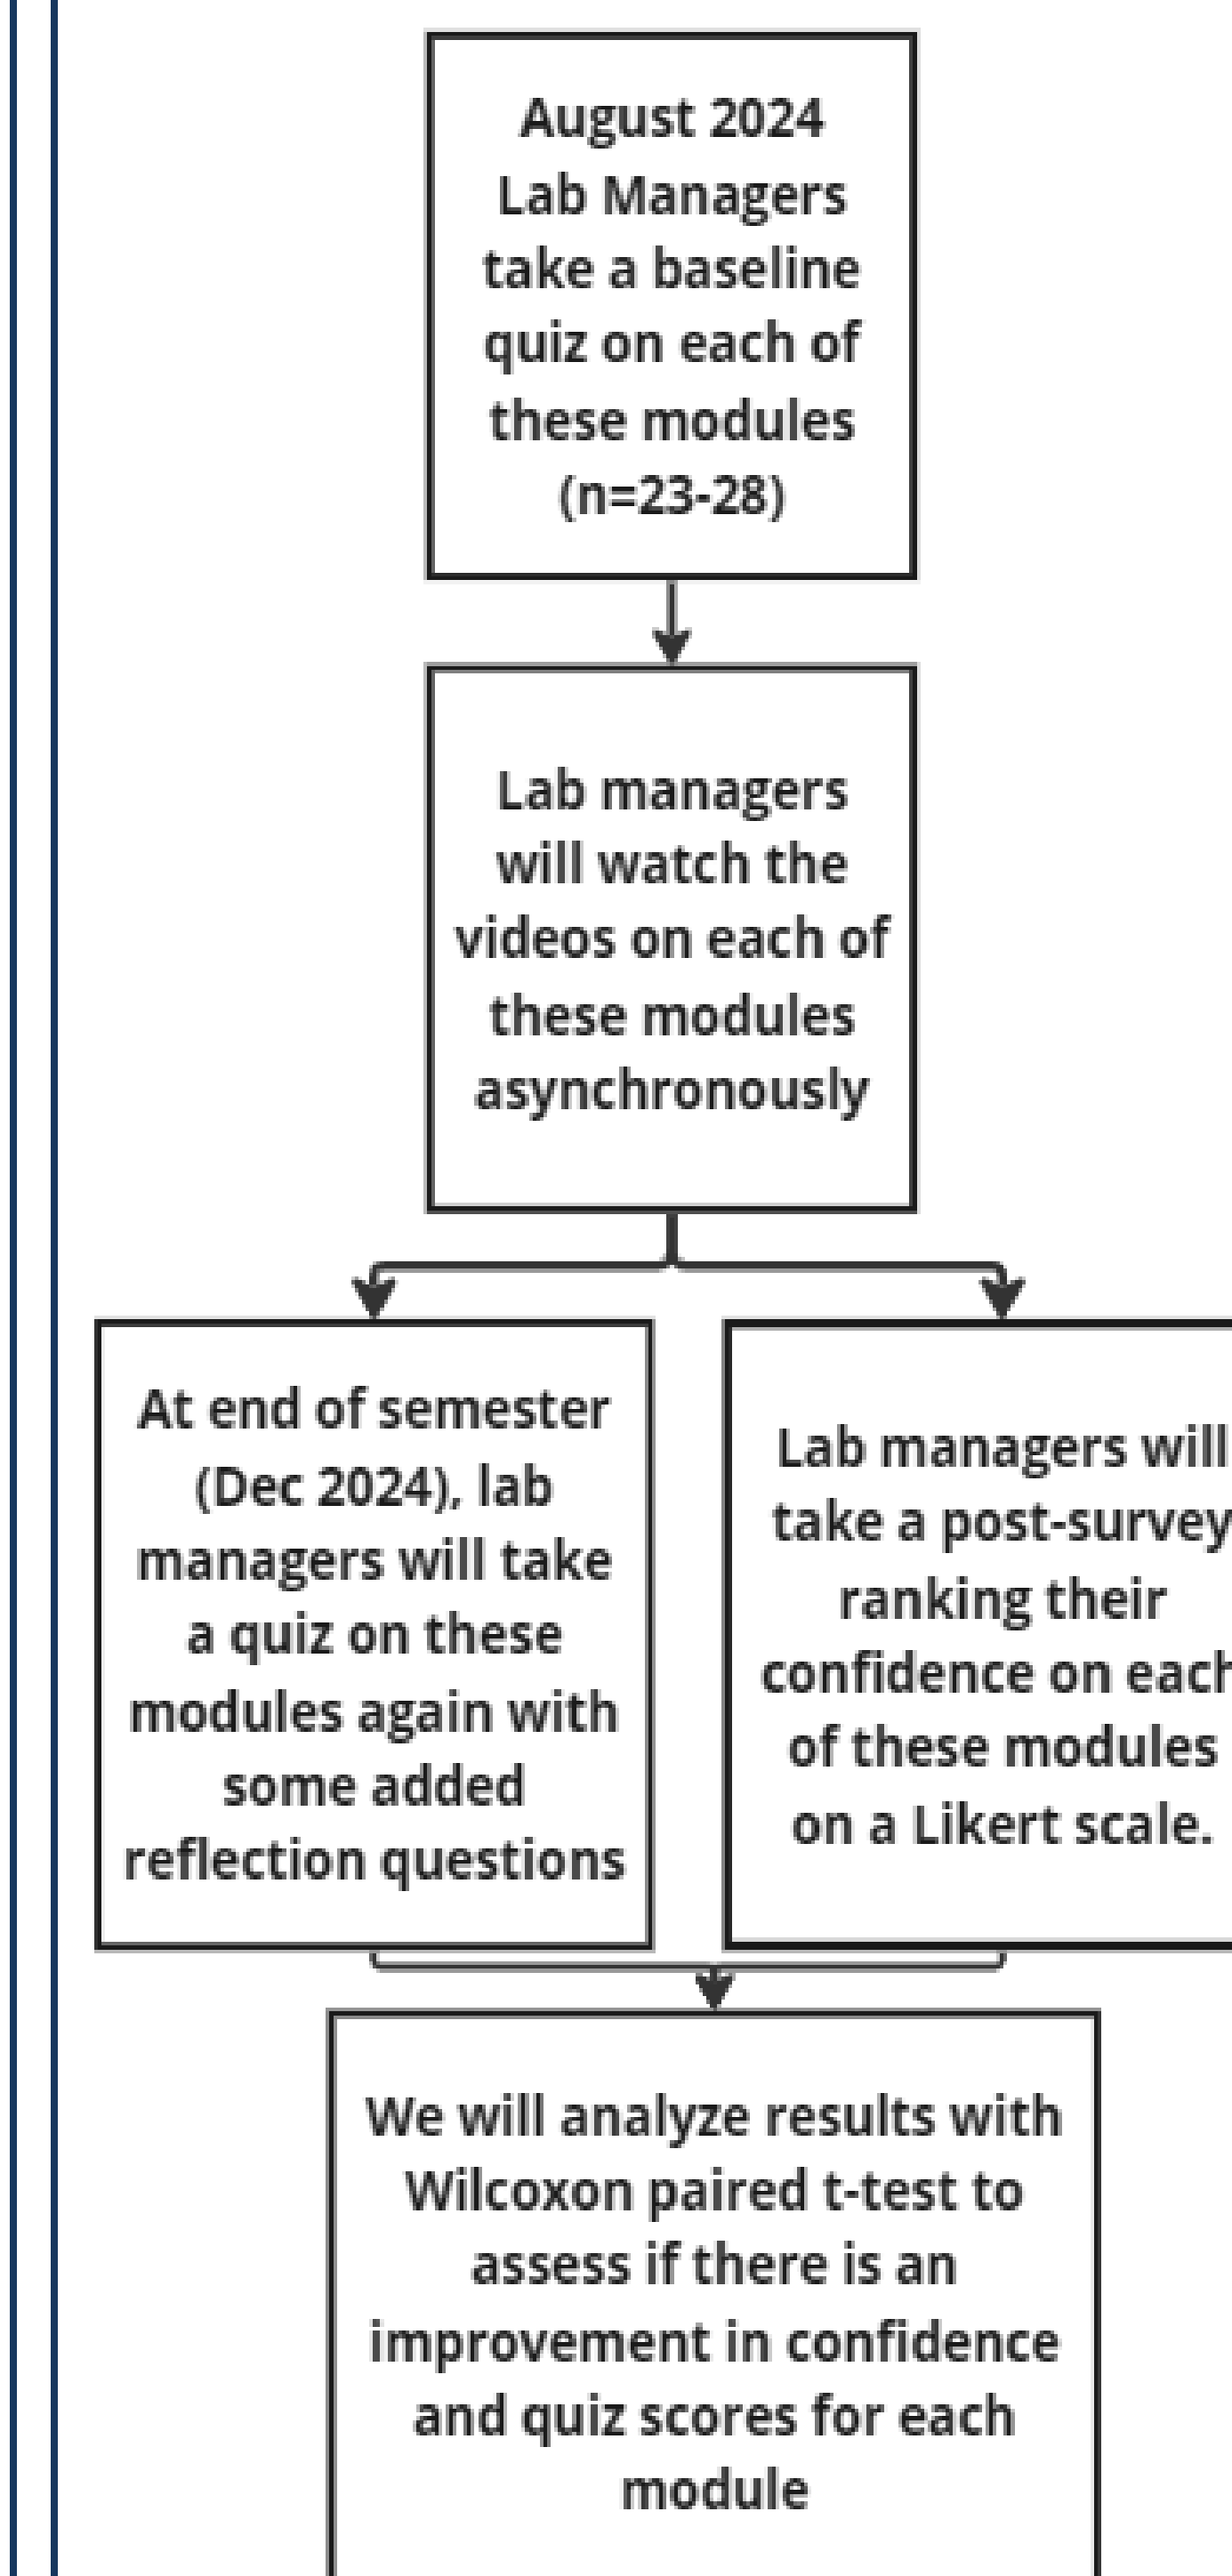 August 2024
Lab Managers
take a baseline
quiz on each of
these modules
(n=23-28)
Lab managers
will watch the
videos on each of
these modules
asynchronously
At end of semester
(Dec 2024), lab
managers will take
a quiz on these
modules again with
some added
reflection questions
Lab managers will
take a post-survey
ranking their
confidence on each
of these modules
on a Likert scale.
We will analyze results with
Wilcoxon paired t-test to
assess if there is an
improvement in confidence
and quiz scores for each
module